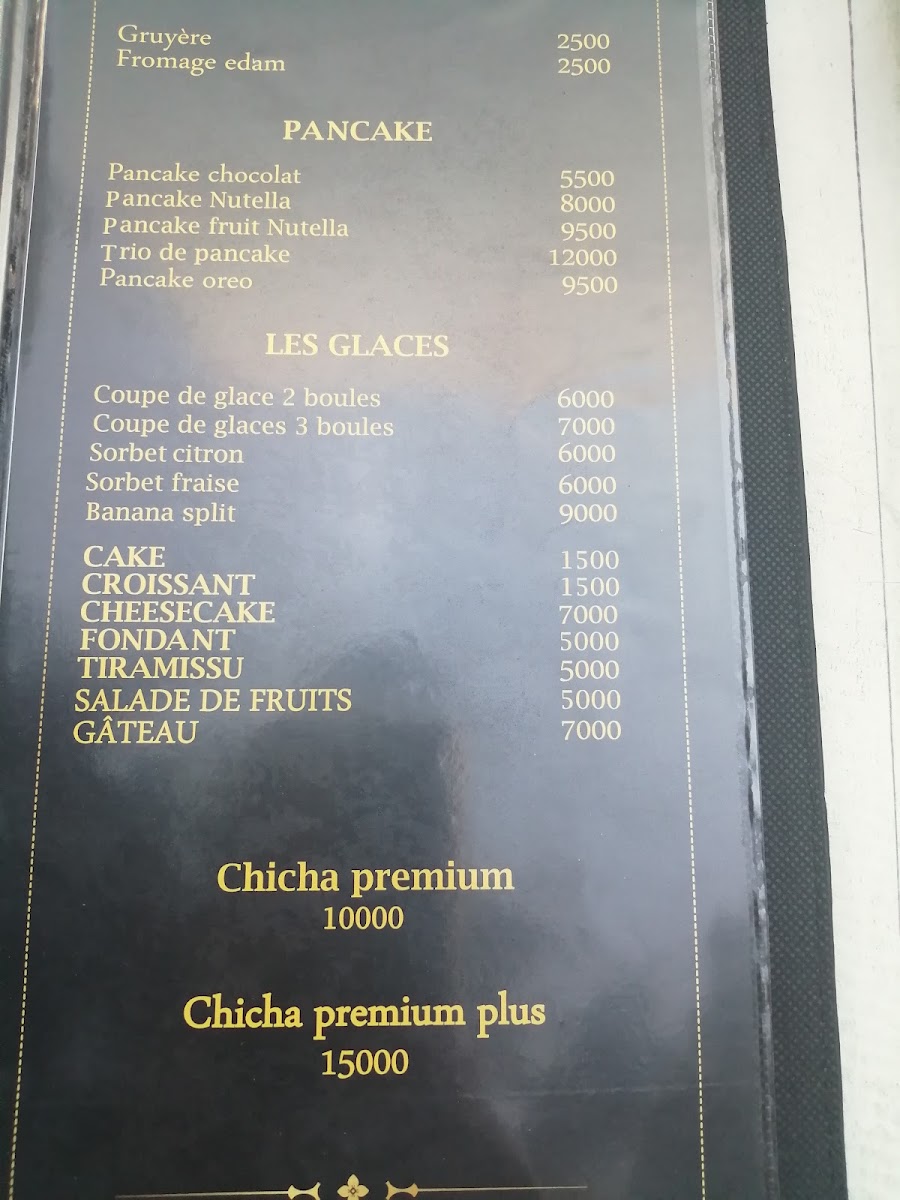 Gruyère 2500
Fromage edam 2500
PANCAKE
Pancake chocolat 5500
Pancake Nutella 8000
Pancake fruit Nutella 9500
Trio de pancake 12000
Pancake oreo 9500
LES GLACES
Coupe de glace 2 boules 6000
Coupe de glaces 3 boules 7000
Sorbet citron 6000
Sorbet fraise 6000
Banana split 9000
CAKE 1500
CROISSANT 1500
CHEESECAKE 7000
FONDANT 5000
TIRAMISSU 5000
SALADE DE FRUITS 5000
GÂTEAU 7000
Chicha premium
10000
Chicha premium plus
15000